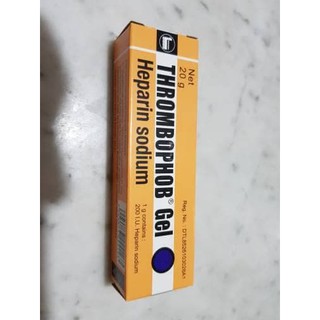 Net
20 g
THROMBOPHOB® Gel
Heparin sodium
1 g contains :
200 I.U. Heparin sodium